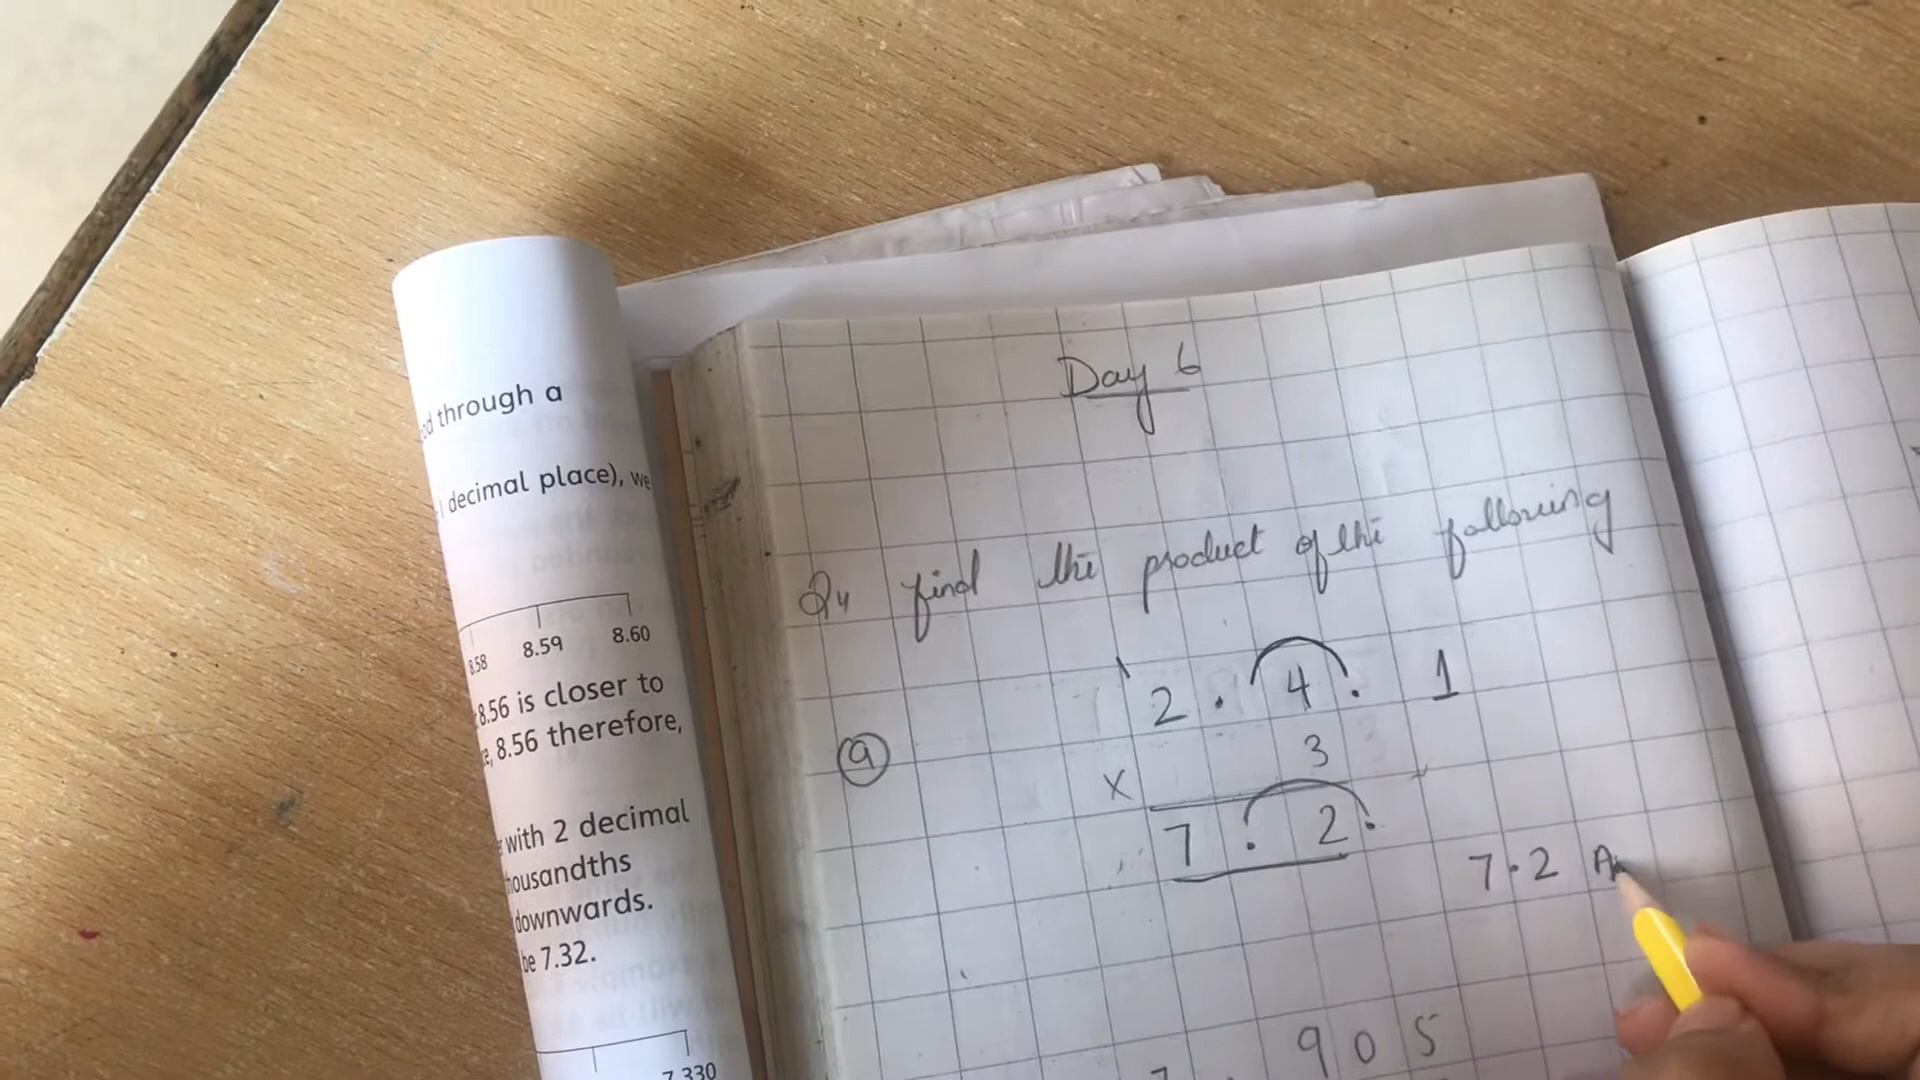 through a
1 decimal place), we
8.58 8.59 8.60
8.56 is closer to
8.56 therefore,
with 2 decimal
housandths
downwards.
be 7.32.
7.330
Day 6
Q4 find the product of the following
2 . 4 . 1
a
3
x
7 . 2 .
7.2 A
. 9 0 5